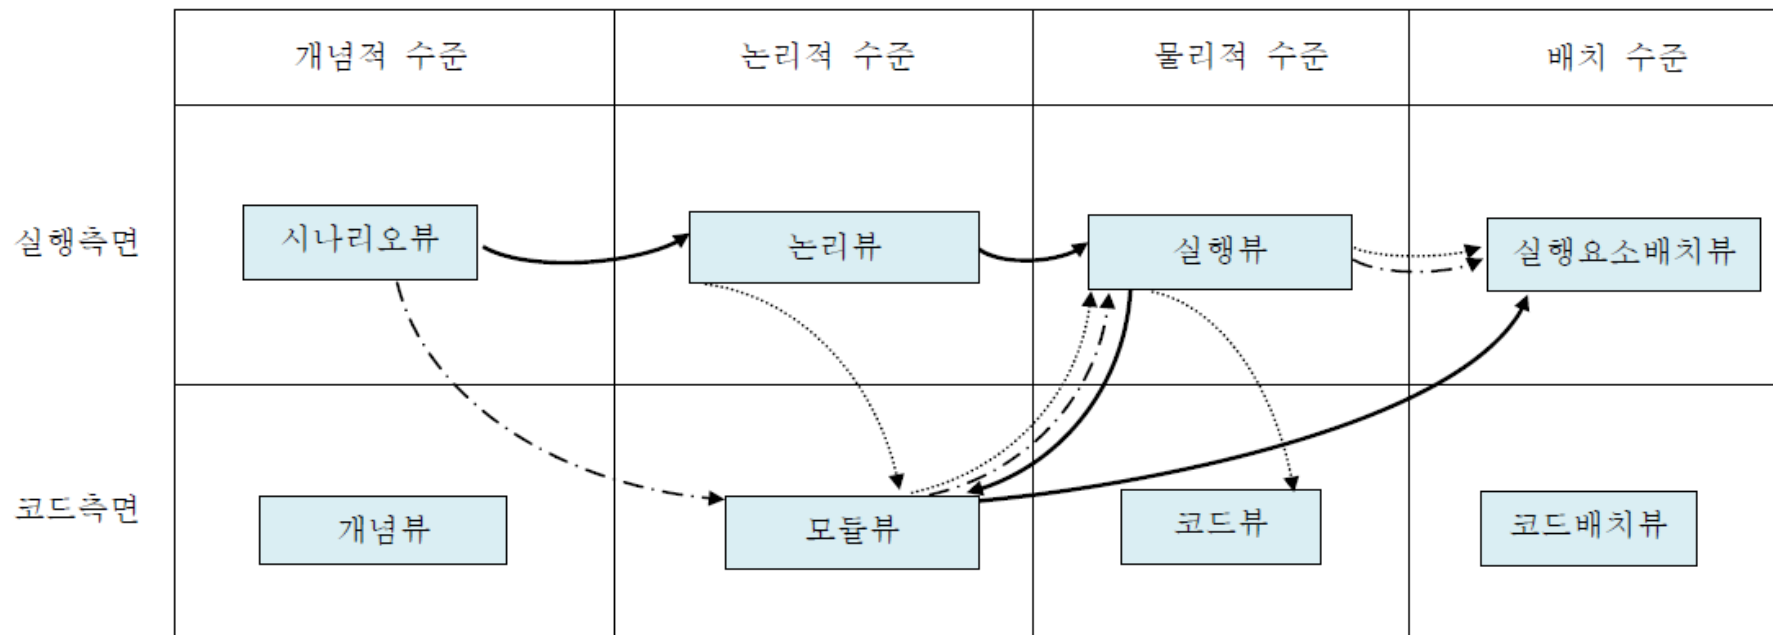 개념적 수준 논리적 수준 물리적 수준 배치 수준
실행측면 시나리오뷰 논리뷰 실행뷰 실행요소배치뷰
코드측면 개념뷰 모듈뷰 코드뷰 코드배치뷰